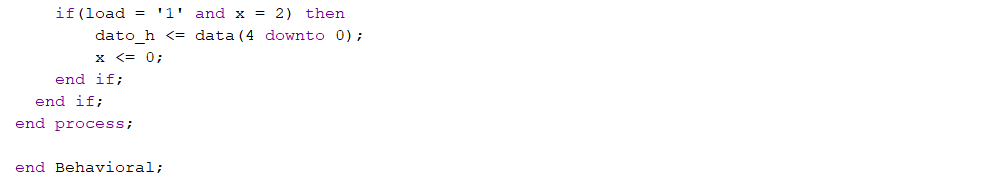 if(load = '1' and x = 2) then
dato_h <= data(4 downto 0);
x <= 0;
end if;
end if;
end process;
end Behavioral;